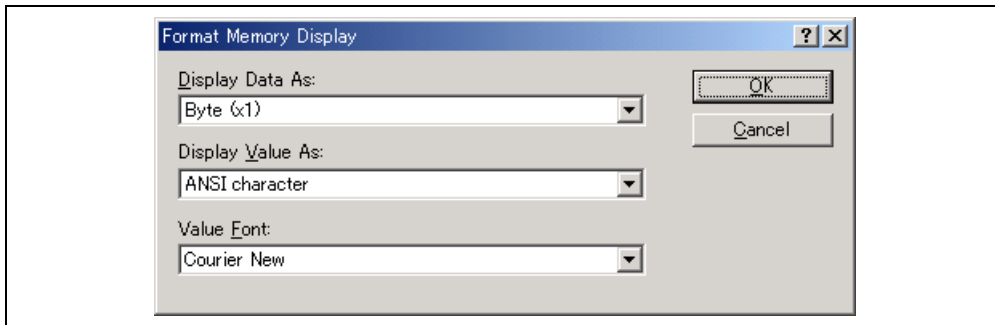 Format Memory Display
Display Data As:
Byte (x1)
OK
Cancel
Display Value As:
ANSI character
Value Font:
Courier New